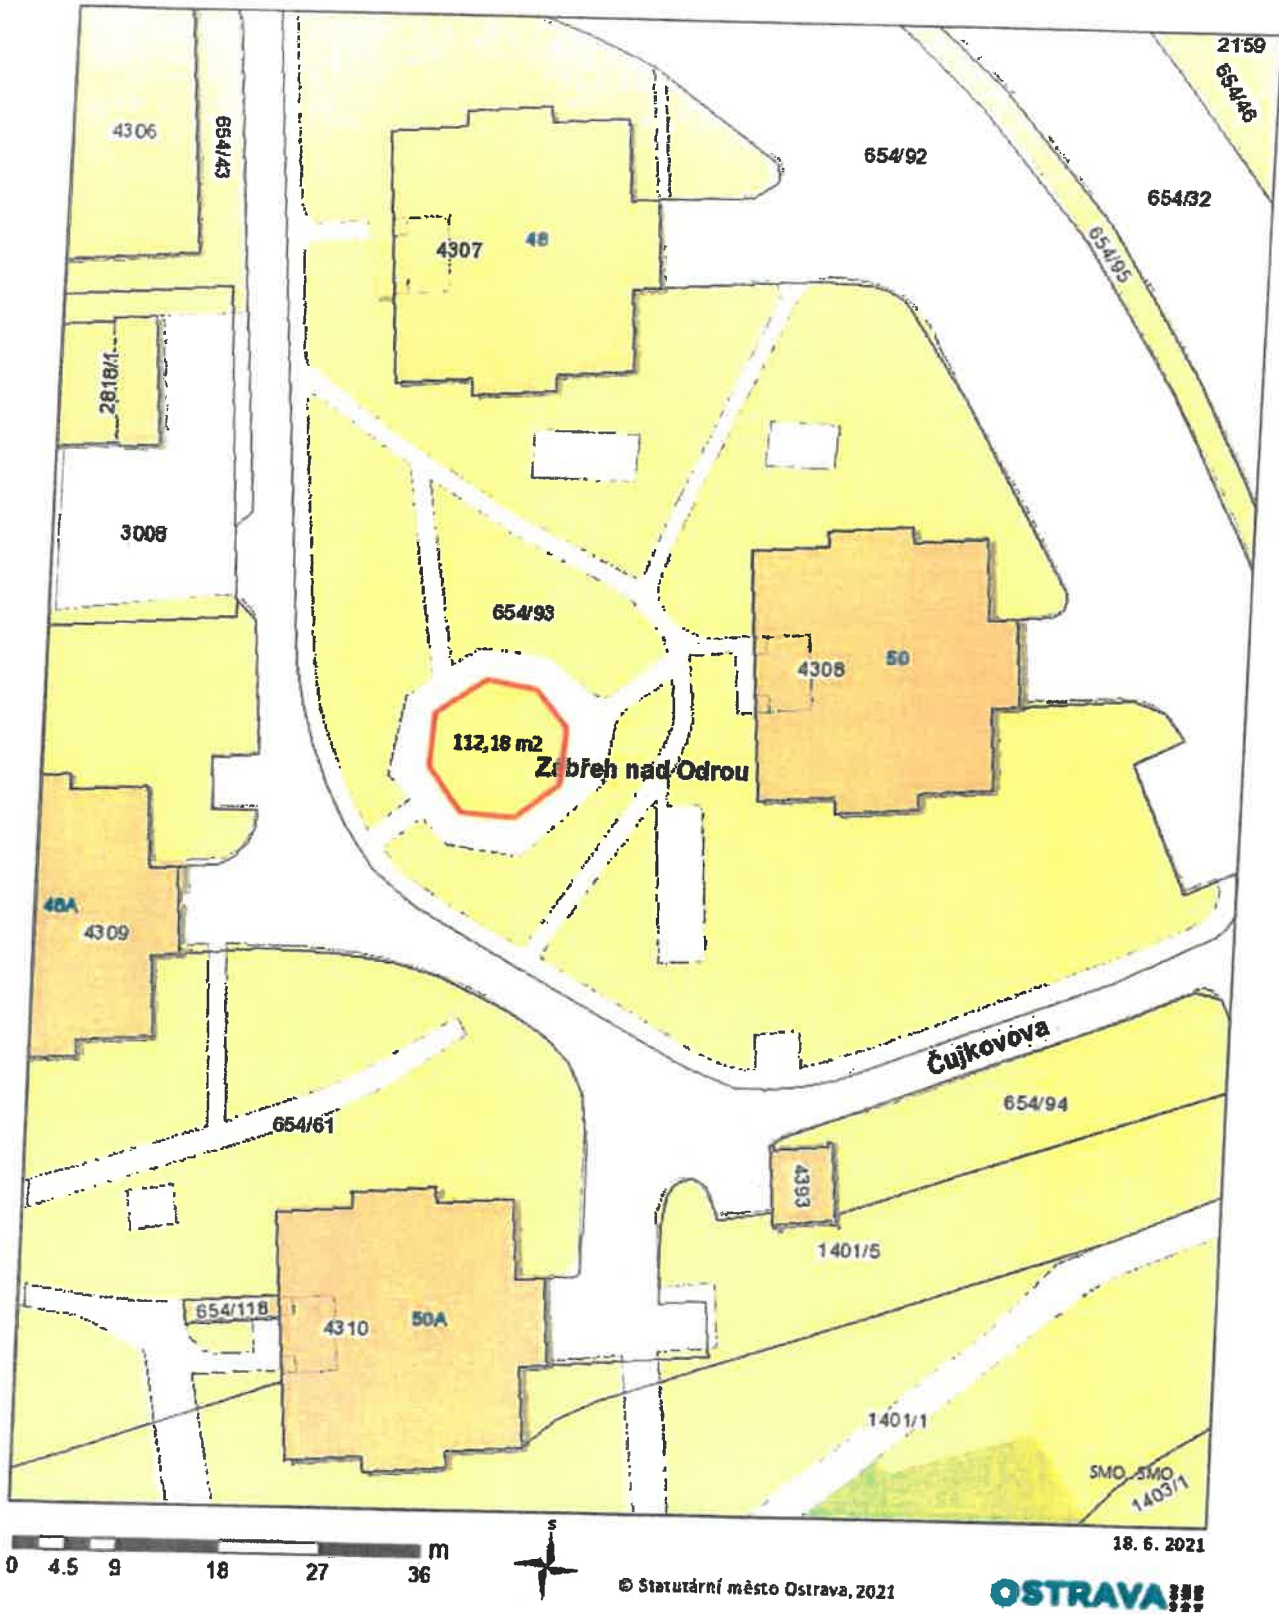 2159
654/46
4306
654/43
654/92
654/32
4307
48
654/95
2818/1
3008
654/93
4308
50
112,18 m2
Zábřeh nad Odrou
48A
4309
Čujkovova
654/94
654/61
4393
1401/5
654/118
4310
50A
1401/1
SMO SMO
1403/1
18. 6. 2021
S
m
0 4.5 9 18 27 36
© Statutární město Ostrava, 2021
OSTRAVA!!!